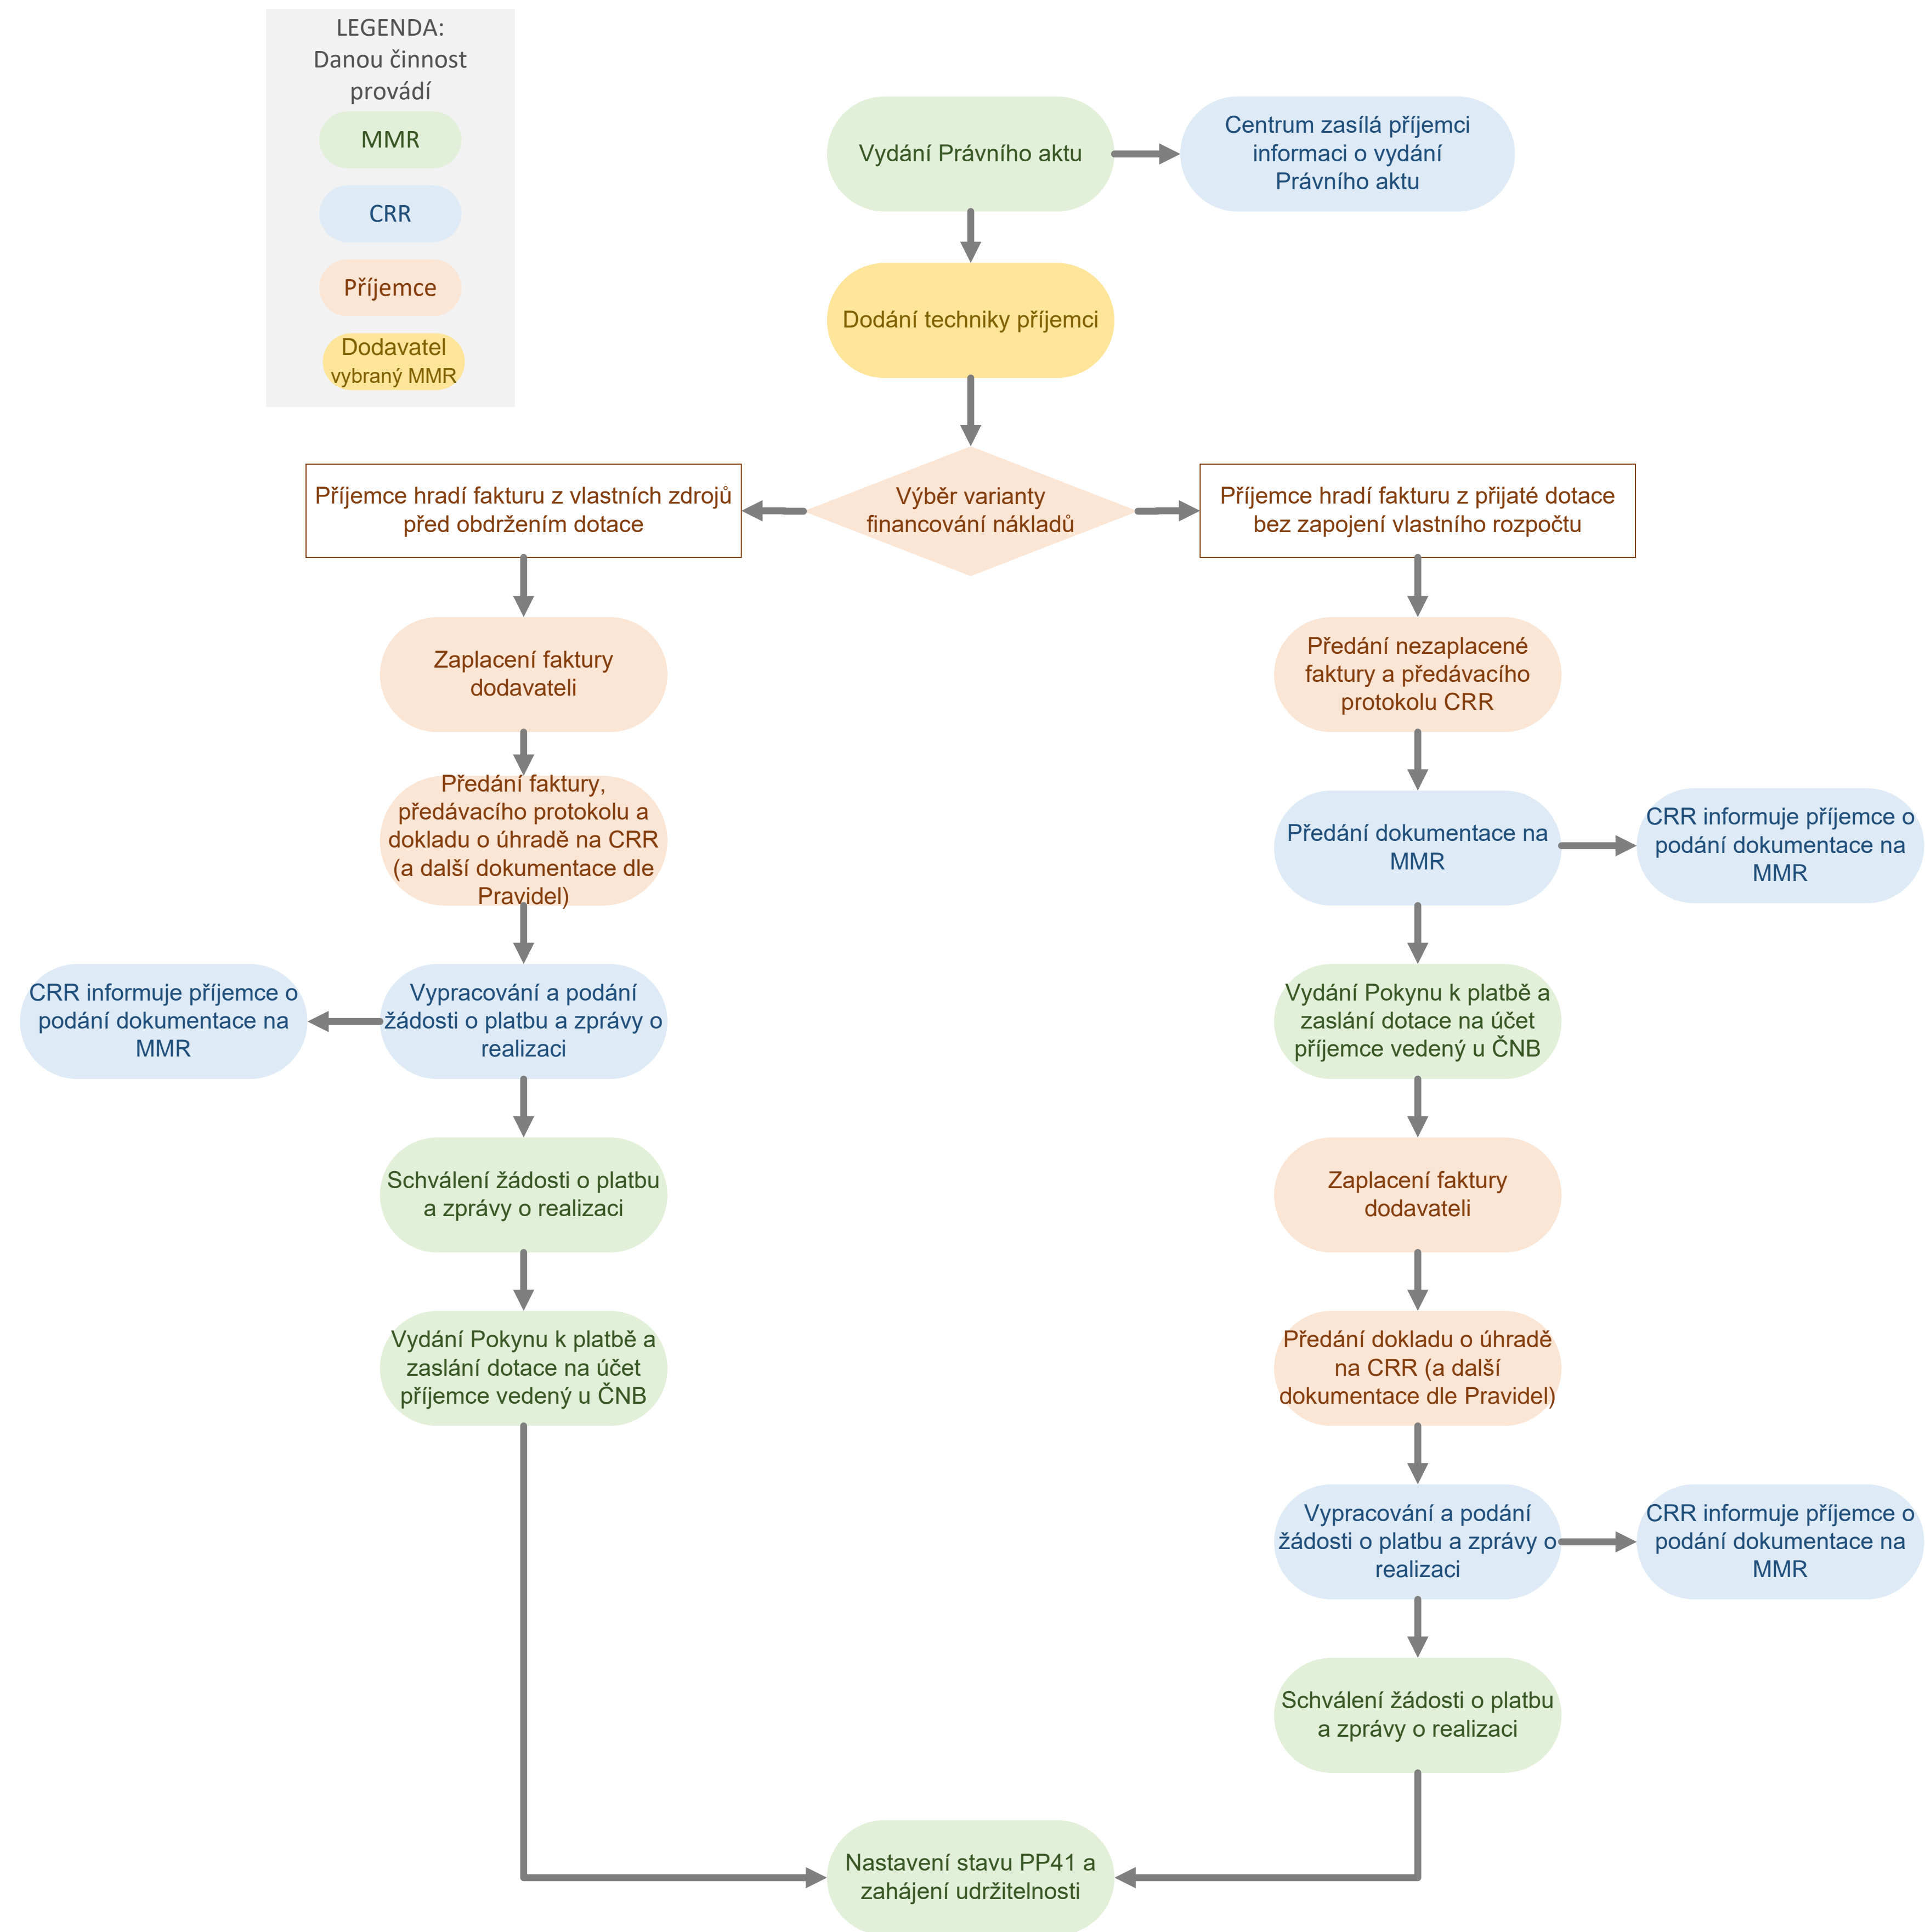 LEGENDA:
Danou činnost
provádí
MMR
CRR
Příjemce
Dodavatel
vybraný MMR
Vydání Právního aktu
Centrum zasílá příjemci
informaci o vydání
Právního aktu
Dodání techniky příjemci
Výběr varianty
financování nákladů
Příjemce hradí fakturu z vlastních zdrojů
před obdržením dotace
Příjemce hradí fakturu z přijaté dotace
bez zapojení vlastního rozpočtu
Zaplacení faktury
dodavateli
Předání faktury,
předávacího protokolu a
dokladu o úhradě na CRR
(a další dokumentace dle
Pravidel)
Vypracování a podání
žádosti o platbu a zprávy o
realizaci
CRR informuje příjemce o
podání dokumentace na
MMR
Schválení žádosti o platbu
a zprávy o realizaci
Vydání Pokynu k platbě a
zaslání dotace na účet
příjemce vedený u ČNB
Předání nezaplacené
faktury a předávacího
protokolu CRR
Předání dokumentace na
MMR
CRR informuje příjemce o
podání dokumentace na
MMR
Vydání Pokynu k platbě a
zaslání dotace na účet
příjemce vedený u ČNB
Zaplacení faktury
dodavateli
Předání dokladu o úhradě
na CRR (a další
dokumentace dle Pravidel)
Vypracování a podání
žádosti o platbu a zprávy o
realizaci
CRR informuje příjemce o
podání dokumentace na
MMR
Schválení žádosti o platbu
a zprávy o realizaci
Nastavení stavu PP41 a
zahájení udržitelnosti